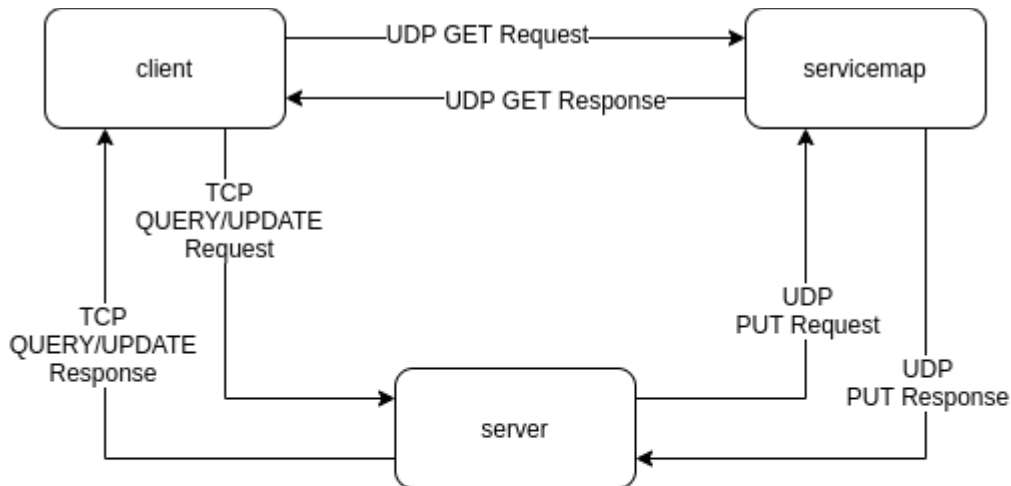 client
UDP GET Request
servicemap
UDP GET Response
TCP
QUERY/UPDATE
Request
TCP
QUERY/UPDATE
Response
UDP
PUT Request
UDP
PUT Response
server